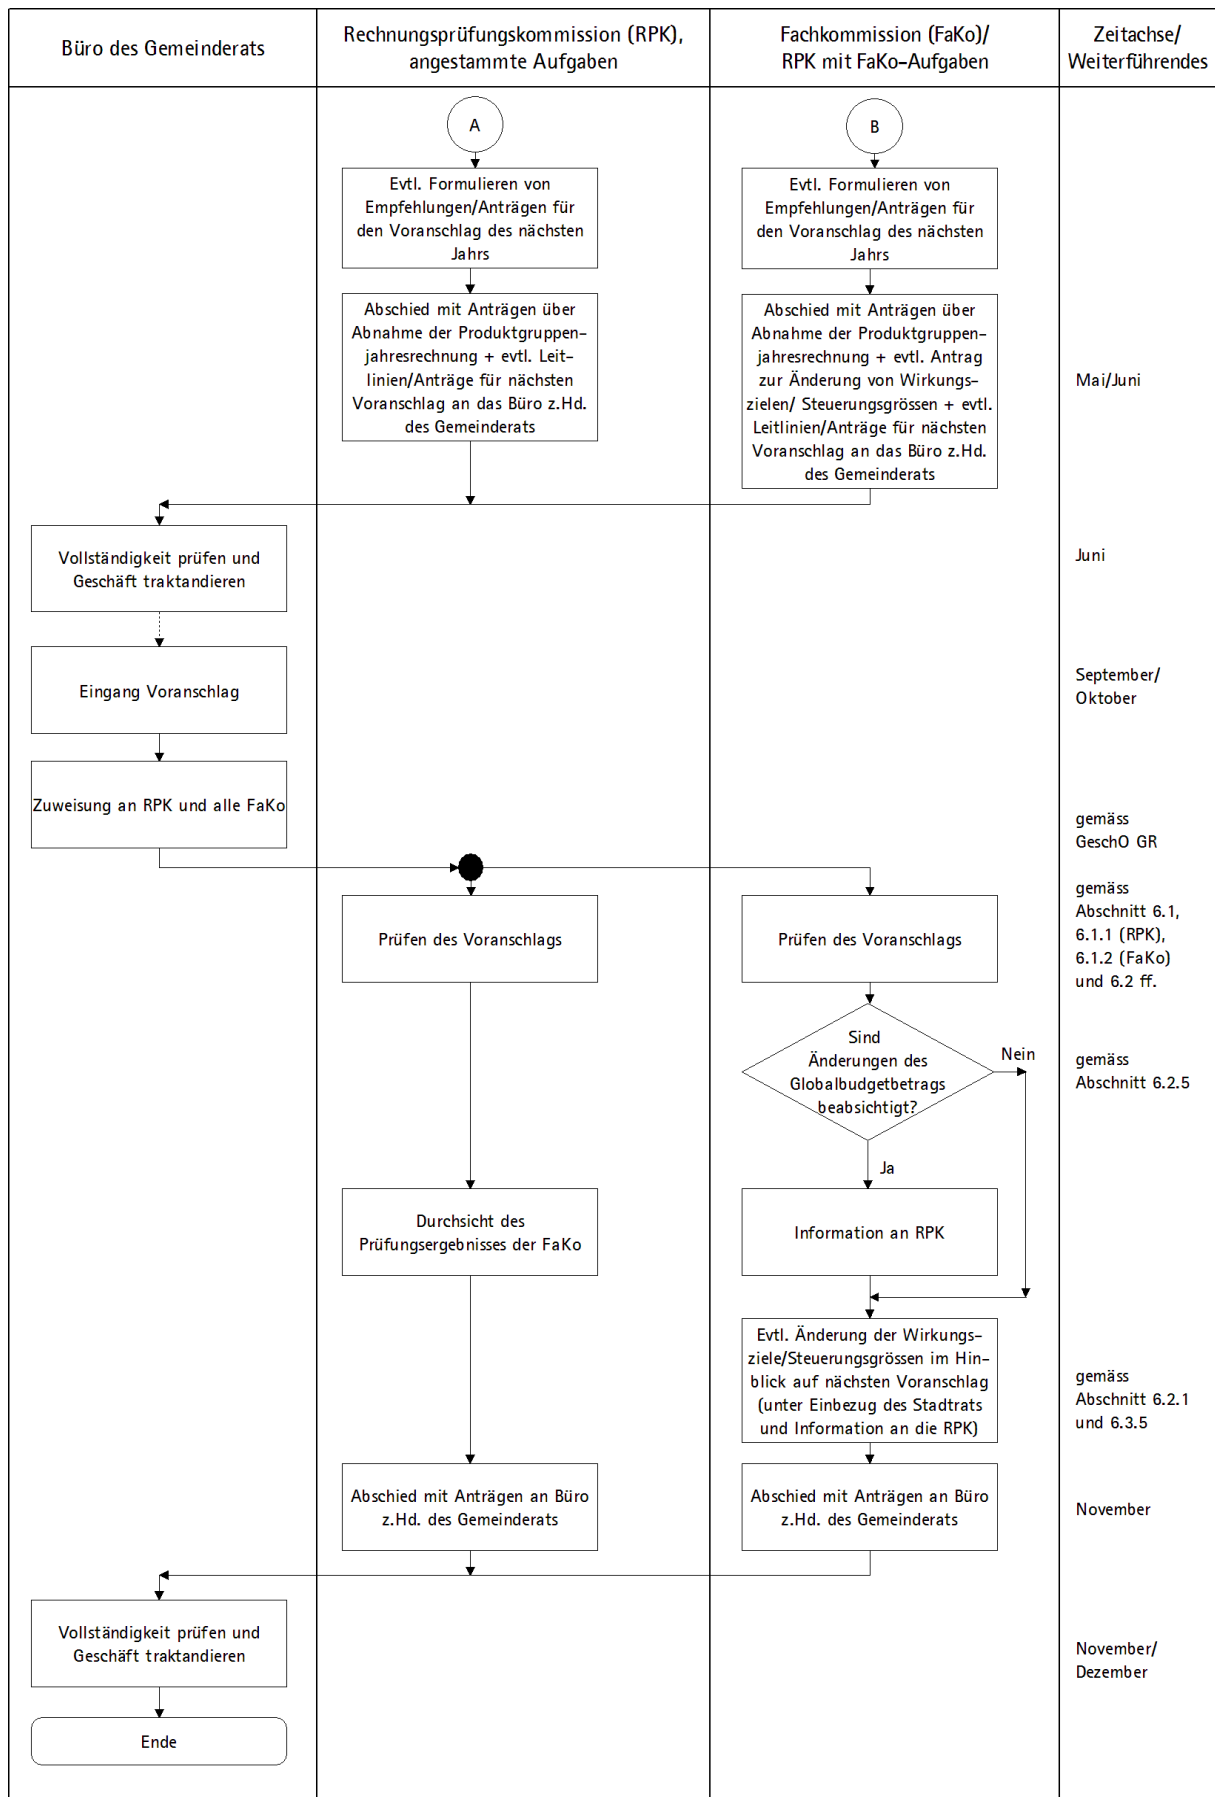 Büro des Gemeinderats
Rechnungsprüfungskommission (RPK),
angestammte Aufgaben
Fachkommission (FaKo)/
RPK mit FaKo-Aufgaben
Zeitachse/
Weiterführendes
A
B
Evtl. Formulieren von
Empfehlungen/Anträgen für
den Voranschlag des nächsten
Jahrs
Evtl. Formulieren von
Empfehlungen/Anträgen für
den Voranschlag des nächsten
Jahrs
Abschied mit Anträgen über
Abnahme der Produktgruppen-
jahresrechnung + evtl. Leit-
linien/Anträge für nächsten
Voranschlag an das Büro z.Hd.
des Gemeinderats
Abschied mit Anträgen über
Abnahme der Produktgruppen-
jahresrechnung + evtl. Antrag
zur Änderung von Wirkungs-
zielen/ Steuerungsgrössen + evtl.
Leitlinien/Anträge für nächsten
Voranschlag an das Büro z.Hd.
des Gemeinderats
Mai/Juni
Vollständigkeit prüfen und
Geschäft traktandieren
Juni
Eingang Voranschlag
September/
Oktober
Zuweisung an RPK und alle FaKo
gemäss
GeschO GR
Prüfen des Voranschlags
Prüfen des Voranschlags
gemäss
Abschnitt 6.1,
6.1.1 (RPK),
6.1.2 (FaKo)
und 6.2 ff.
Sind
Änderungen des
Globalbudgetbetrags
beabsichtigt?
Nein
Ja
gemäss
Abschnitt 6.2.5
Durchsicht des
Prüfungsergebnisses der FaKo
Information an RPK
Evtl. Änderung der Wirkungs-
ziele/Steuerungsgrössen im Hin-
blick auf nächsten Voranschlag
(unter Einbezug des Stadtrats
und Information an die RPK)
gemäss
Abschnitt 6.2.1
und 6.3.5
Abschied mit Anträgen an Büro
z.Hd. des Gemeinderats
Abschied mit Anträgen an Büro
z.Hd. des Gemeinderats
November
Vollständigkeit prüfen und
Geschäft traktandieren
November/
Dezember
Ende